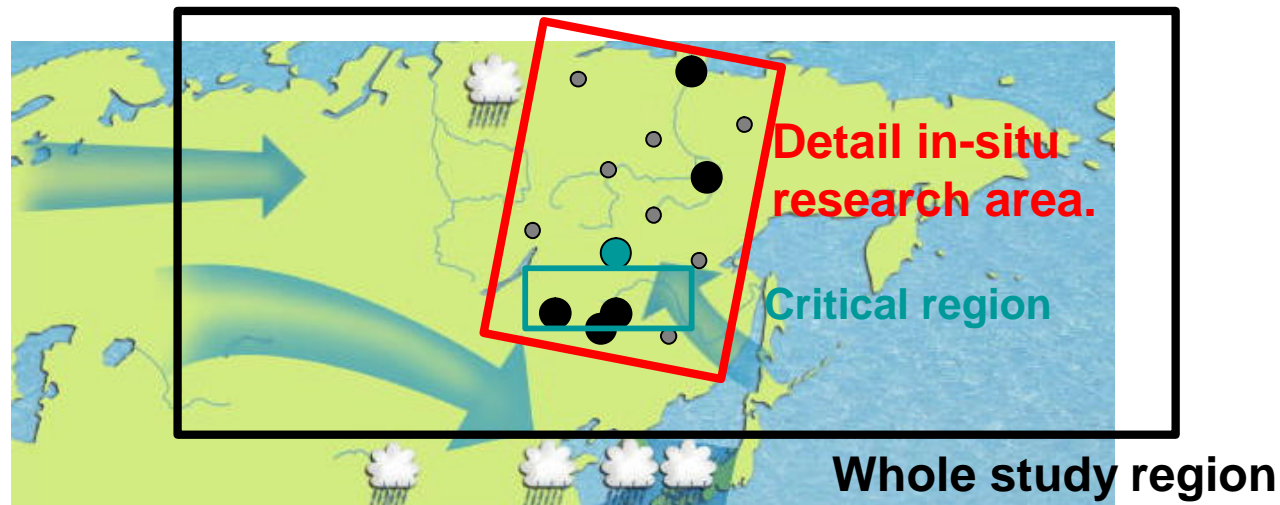 Detail in-situ
research area.
Critical region
Whole study region